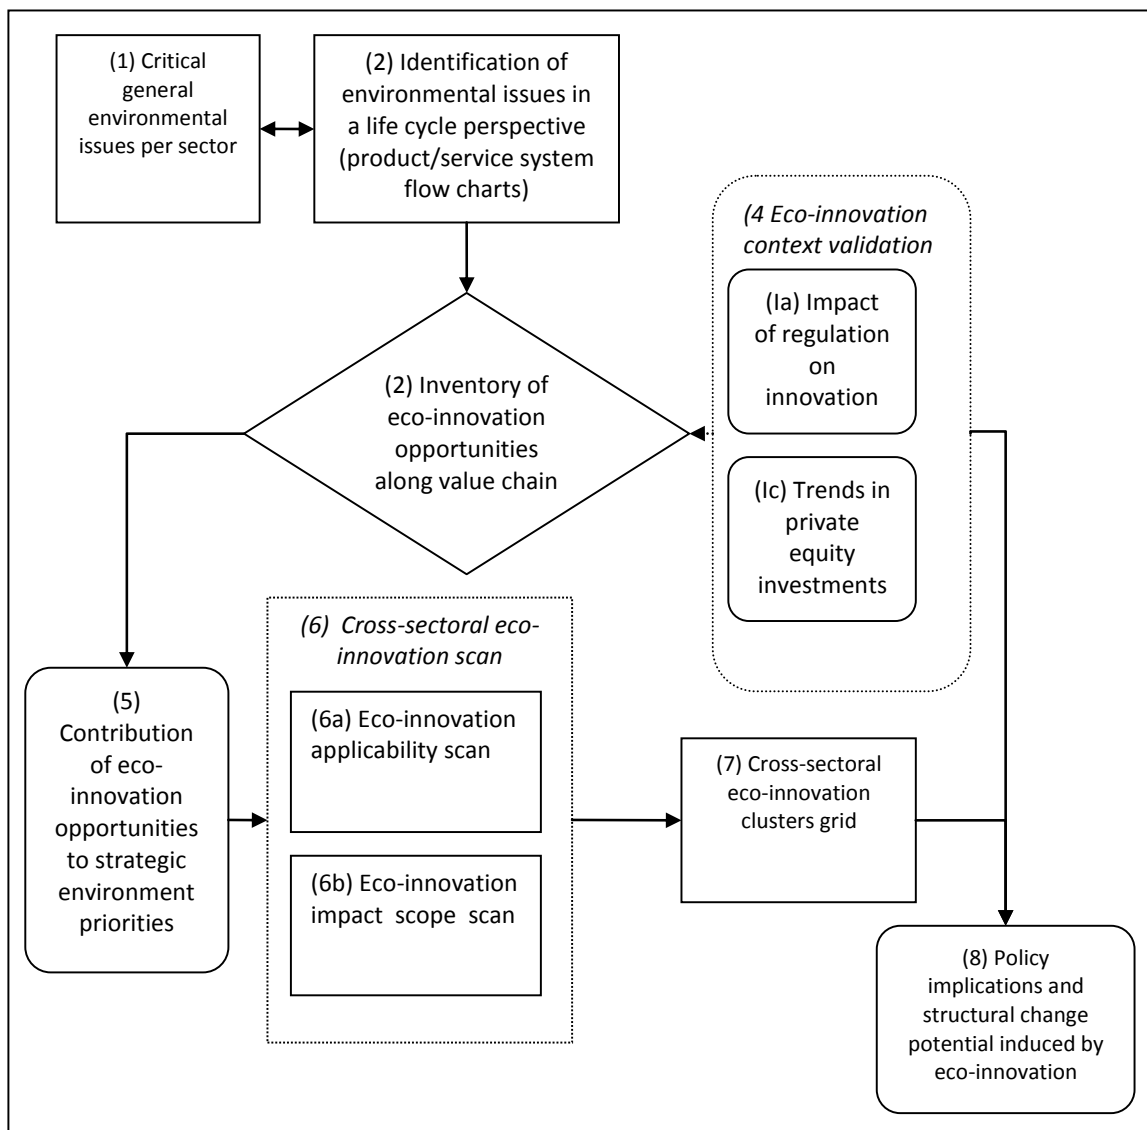 (1) Critical
general
environmental
issues per sector
(2) Identification of
environmental issues in
a life cycle perspective
(product/service system
flow charts)
(4 Eco-innovation
context validation
(Ia) Impact
of regulation
on
innovation
(2) Inventory of
eco-innovation
opportunities
along value chain
(Ic) Trends in
private
equity
investments
(5)
Contribution
of eco-
innovation
opportunities
to strategic
environment
priorities
(6) Cross-sectoral eco-
innovation scan
(6a) Eco-innovation
applicability scan
(6b) Eco-innovation
impact scope scan
(7) Cross-sectoral
eco-innovation
clusters grid
(8) Policy
implications and
structural change
potential induced by
eco-innovation